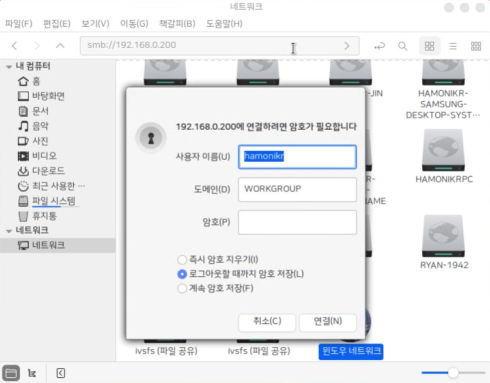 네트워크
파일(F) 편집(E) 보기(V) 이동(G) 책갈피(B) 도움말(H)
smb://192.168.0.200
내 컴퓨터
홈
바탕화면
문서
음악
사진
비디오
다운로드
최근 사용한 …
파일 시스템
휴지통
네트워크
네트워크
-JIN
HAMONIKR-
SAMSUNG-
DESKTOP-SYST…
192.168.0.200에 연결하려면 암호가 필요합니다
사용자 이름(U) hamonikr
도메인(D) WORKGROUP
암호(P)
즉시 암호 지우기(I)
로그아웃할 때까지 암호 저장(L)
계속 암호 저장(F)
취소(C) 연결(N)
R-
-
NAME
HAMONIKRPC
RYAN-1942
ivsfs (파일 공유) ivsfs (파일 공유) 윈도우 네트워크